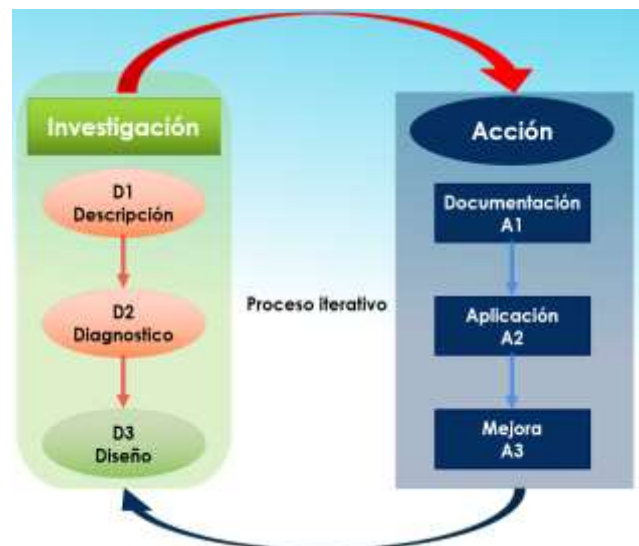 Investigación
D1
Descripción
D2
Diagnostico
D3
Diseño
Proceso iterativo
Acción
Documentación
A1
Aplicación
A2
Mejora
A3